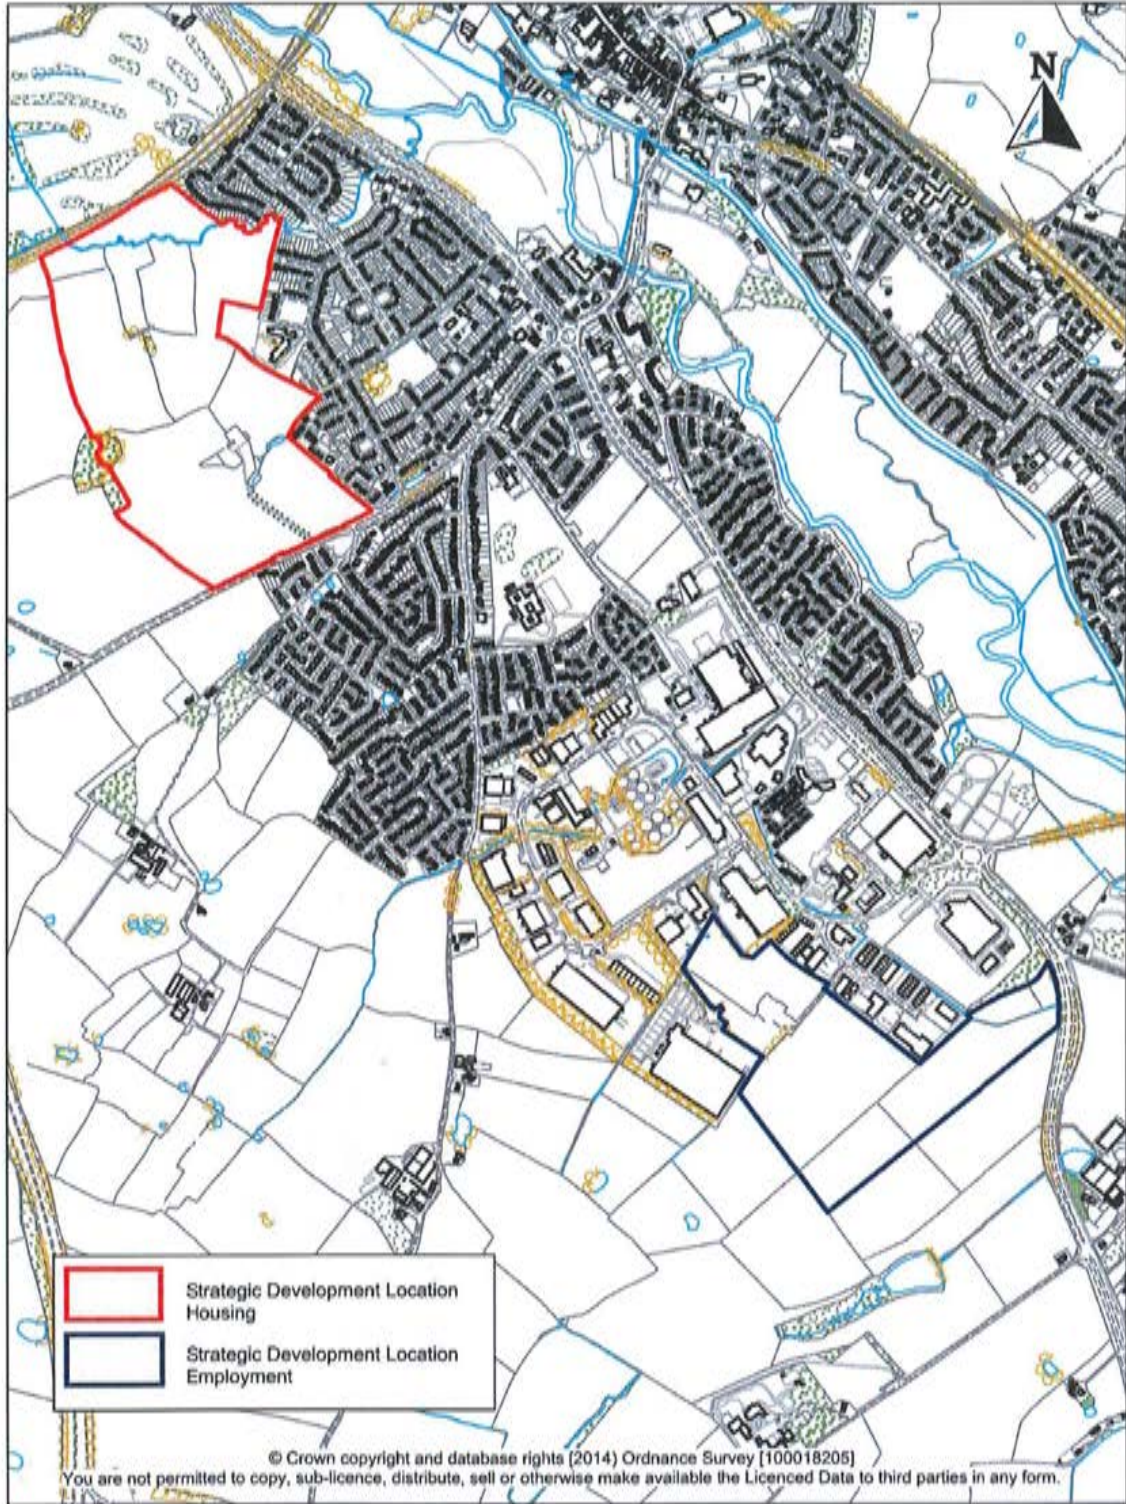 N
Strategic Development Location
Housing
Strategic Development Location
Employment
© Crown copyright and database rights (2014) Ordnance Survey [100018205]
You are not permitted to copy, sub-licence, distribute, sell or otherwise make available the Licenced Data to third parties in any form.